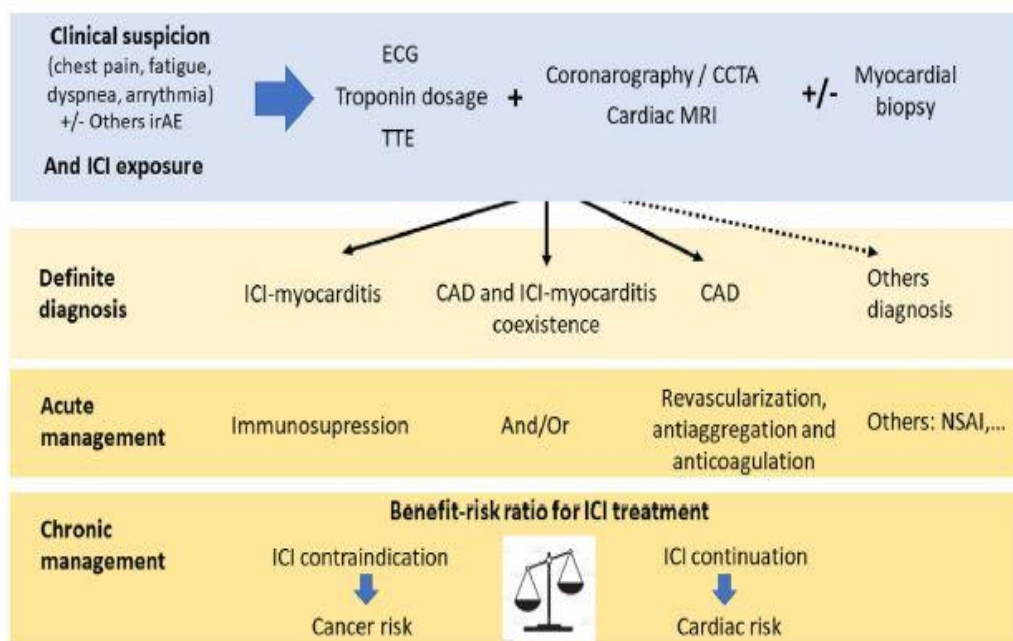 Clinical suspicion
(chest pain, fatigue,
dyspnea, arrythmia)
+/- Others irAE
And ICI exposure
ECG
Troponin dosage
TTE
+
Coronarography / CCTA
Cardiac MRI
+/-
Myocardial
biopsy
Definite
diagnosis
ICI-myocarditis
CAD and ICI-myocarditis
coexistence
CAD
Others
diagnosis
Acute
management
Immunosupression
And/Or
Revascularization,
antiaggregation and
anticoagulation
Others: NSAI,...
Chronic
management
Benefit-risk ratio for ICI treatment
ICI contraindication
Cancer risk
ICI continuation
Cardiac risk